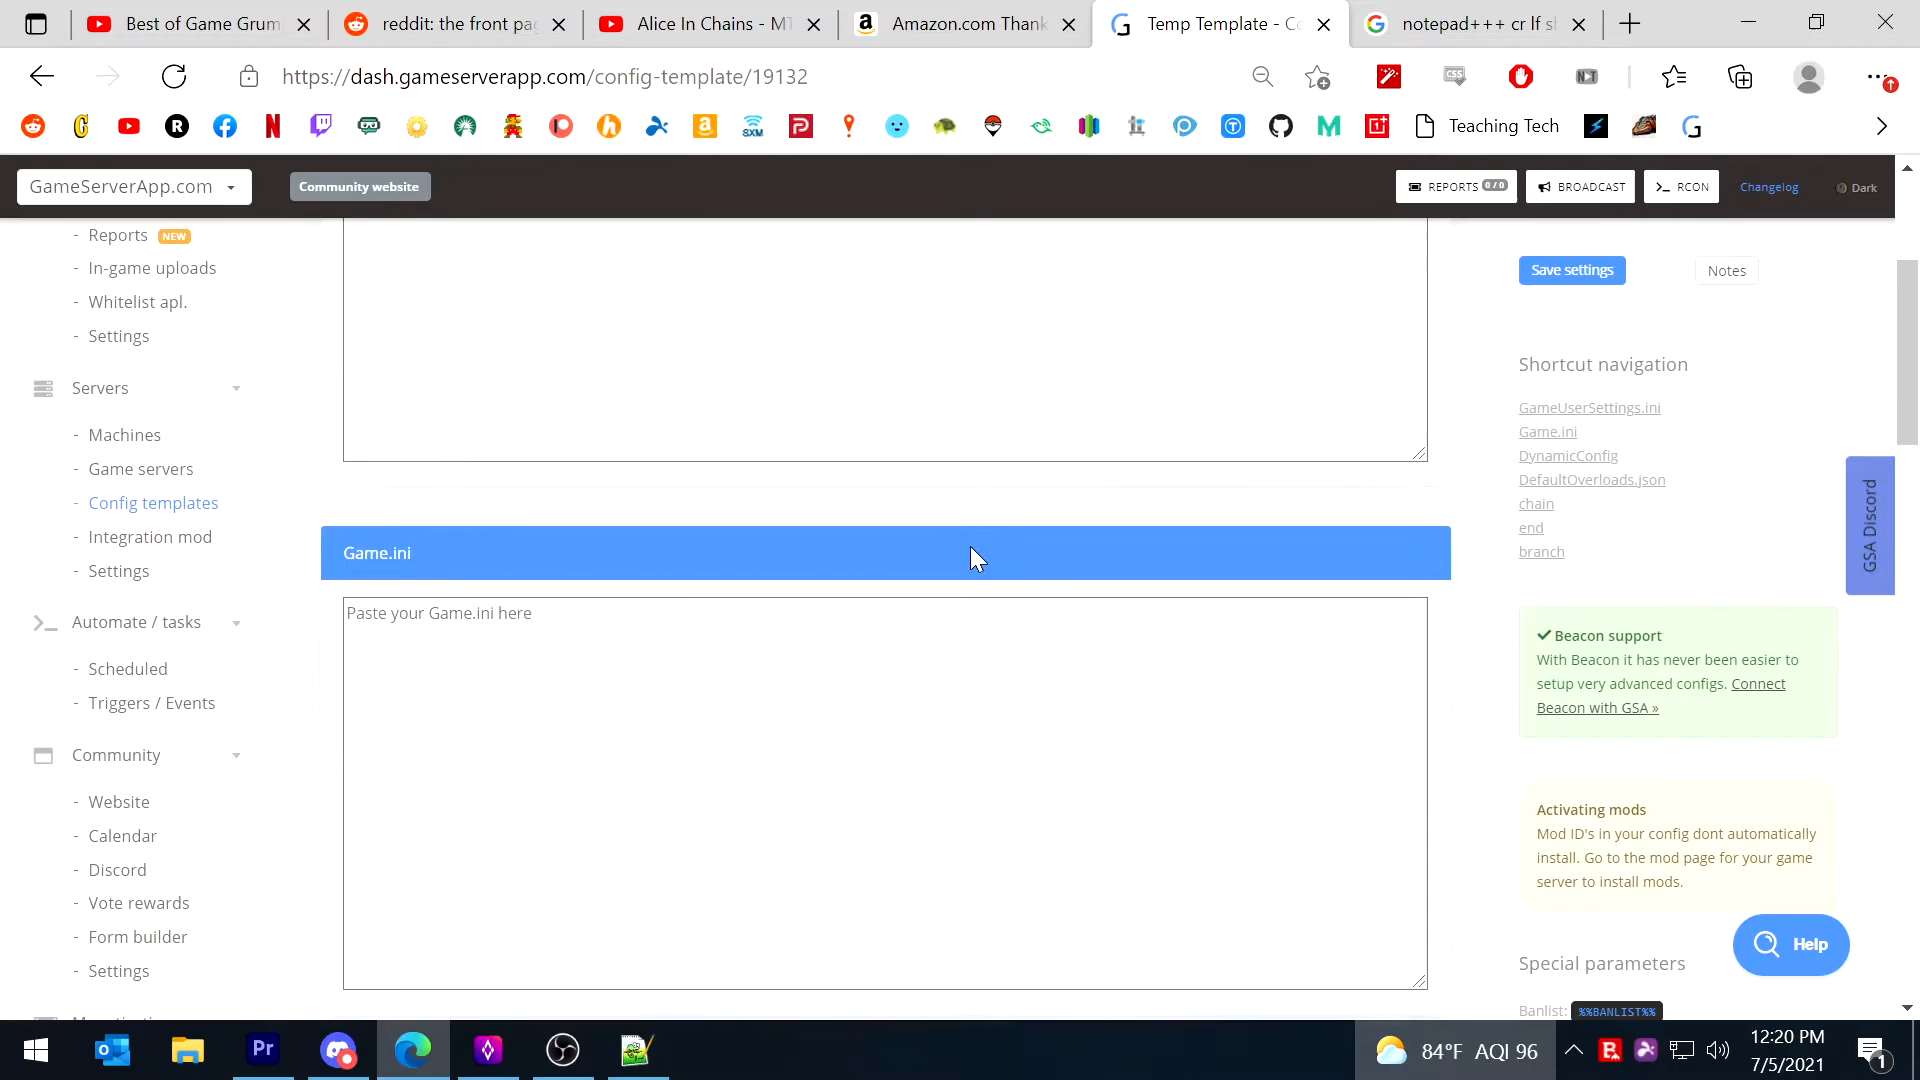 Best of Game Grum
reddit: the front pag
Alice In Chains - MT
Amazon.com Thank
Temp Template - Co
notepad+++ cr lf sh
https://dash.gameserverapp.com/config-template/19132
Teaching Tech
GameServerApp.com
Community website
REPORTS 0 / 0
BROADCAST
RCON
Changelog
Dark
- Reports NEW
- In-game uploads
- Whitelist apl.
- Settings
Servers
- Machines
- Game servers
- Config templates
- Integration mod
- Settings
Automate / tasks
- Scheduled
- Triggers / Events
Community
- Website
- Calendar
- Discord
- Vote rewards
- Form builder
- Settings
Game.ini
Paste your Game.ini here
Save settings
Notes
Shortcut navigation
GameUserSettings.ini
Game.ini
DynamicConfig
DefaultOverloads.json
chain
end
branch
GSA Discord
Beacon support
With Beacon it has never been easier to
setup very advanced configs. Connect
Beacon with GSA »
Activating mods
Mod ID's in your config dont automatically
install. Go to the mod page for your game
server to install mods.
Help
Special parameters
Banlist: %%BANLIST%%
84°F AQI 96
12:20 PM
7/5/2021
1